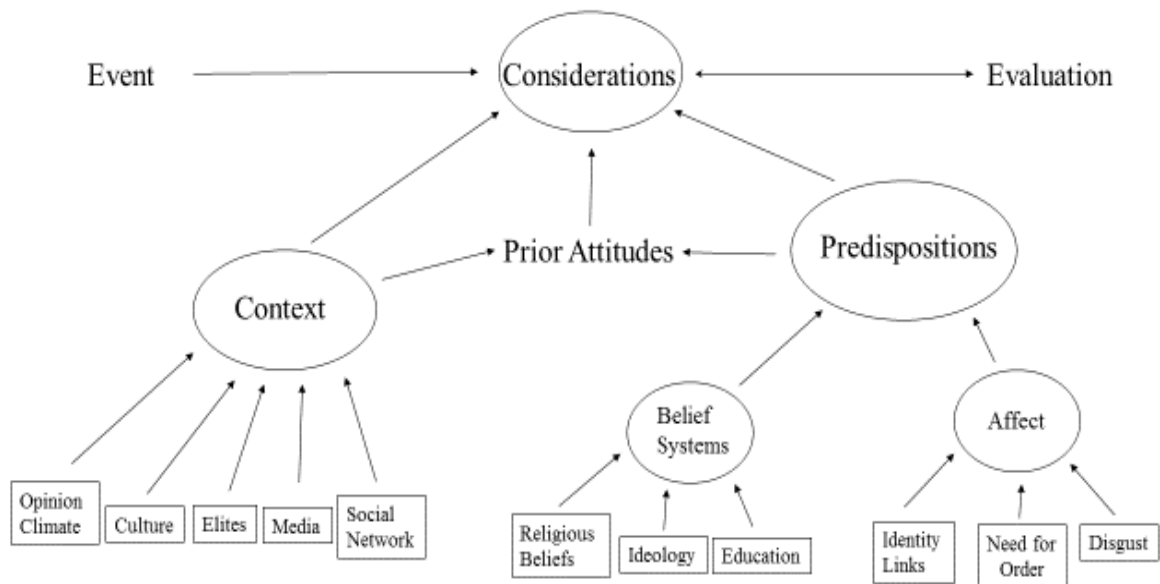 Event
Considerations
Evaluation
Prior Attitudes
Predispositions
Context
Belief
Systems
Affect
Opinion
Climate
Culture
Elites
Media
Social
Network
Religious
Beliefs
Ideology
Education
Identity
Links
Need for
Order
Disgust